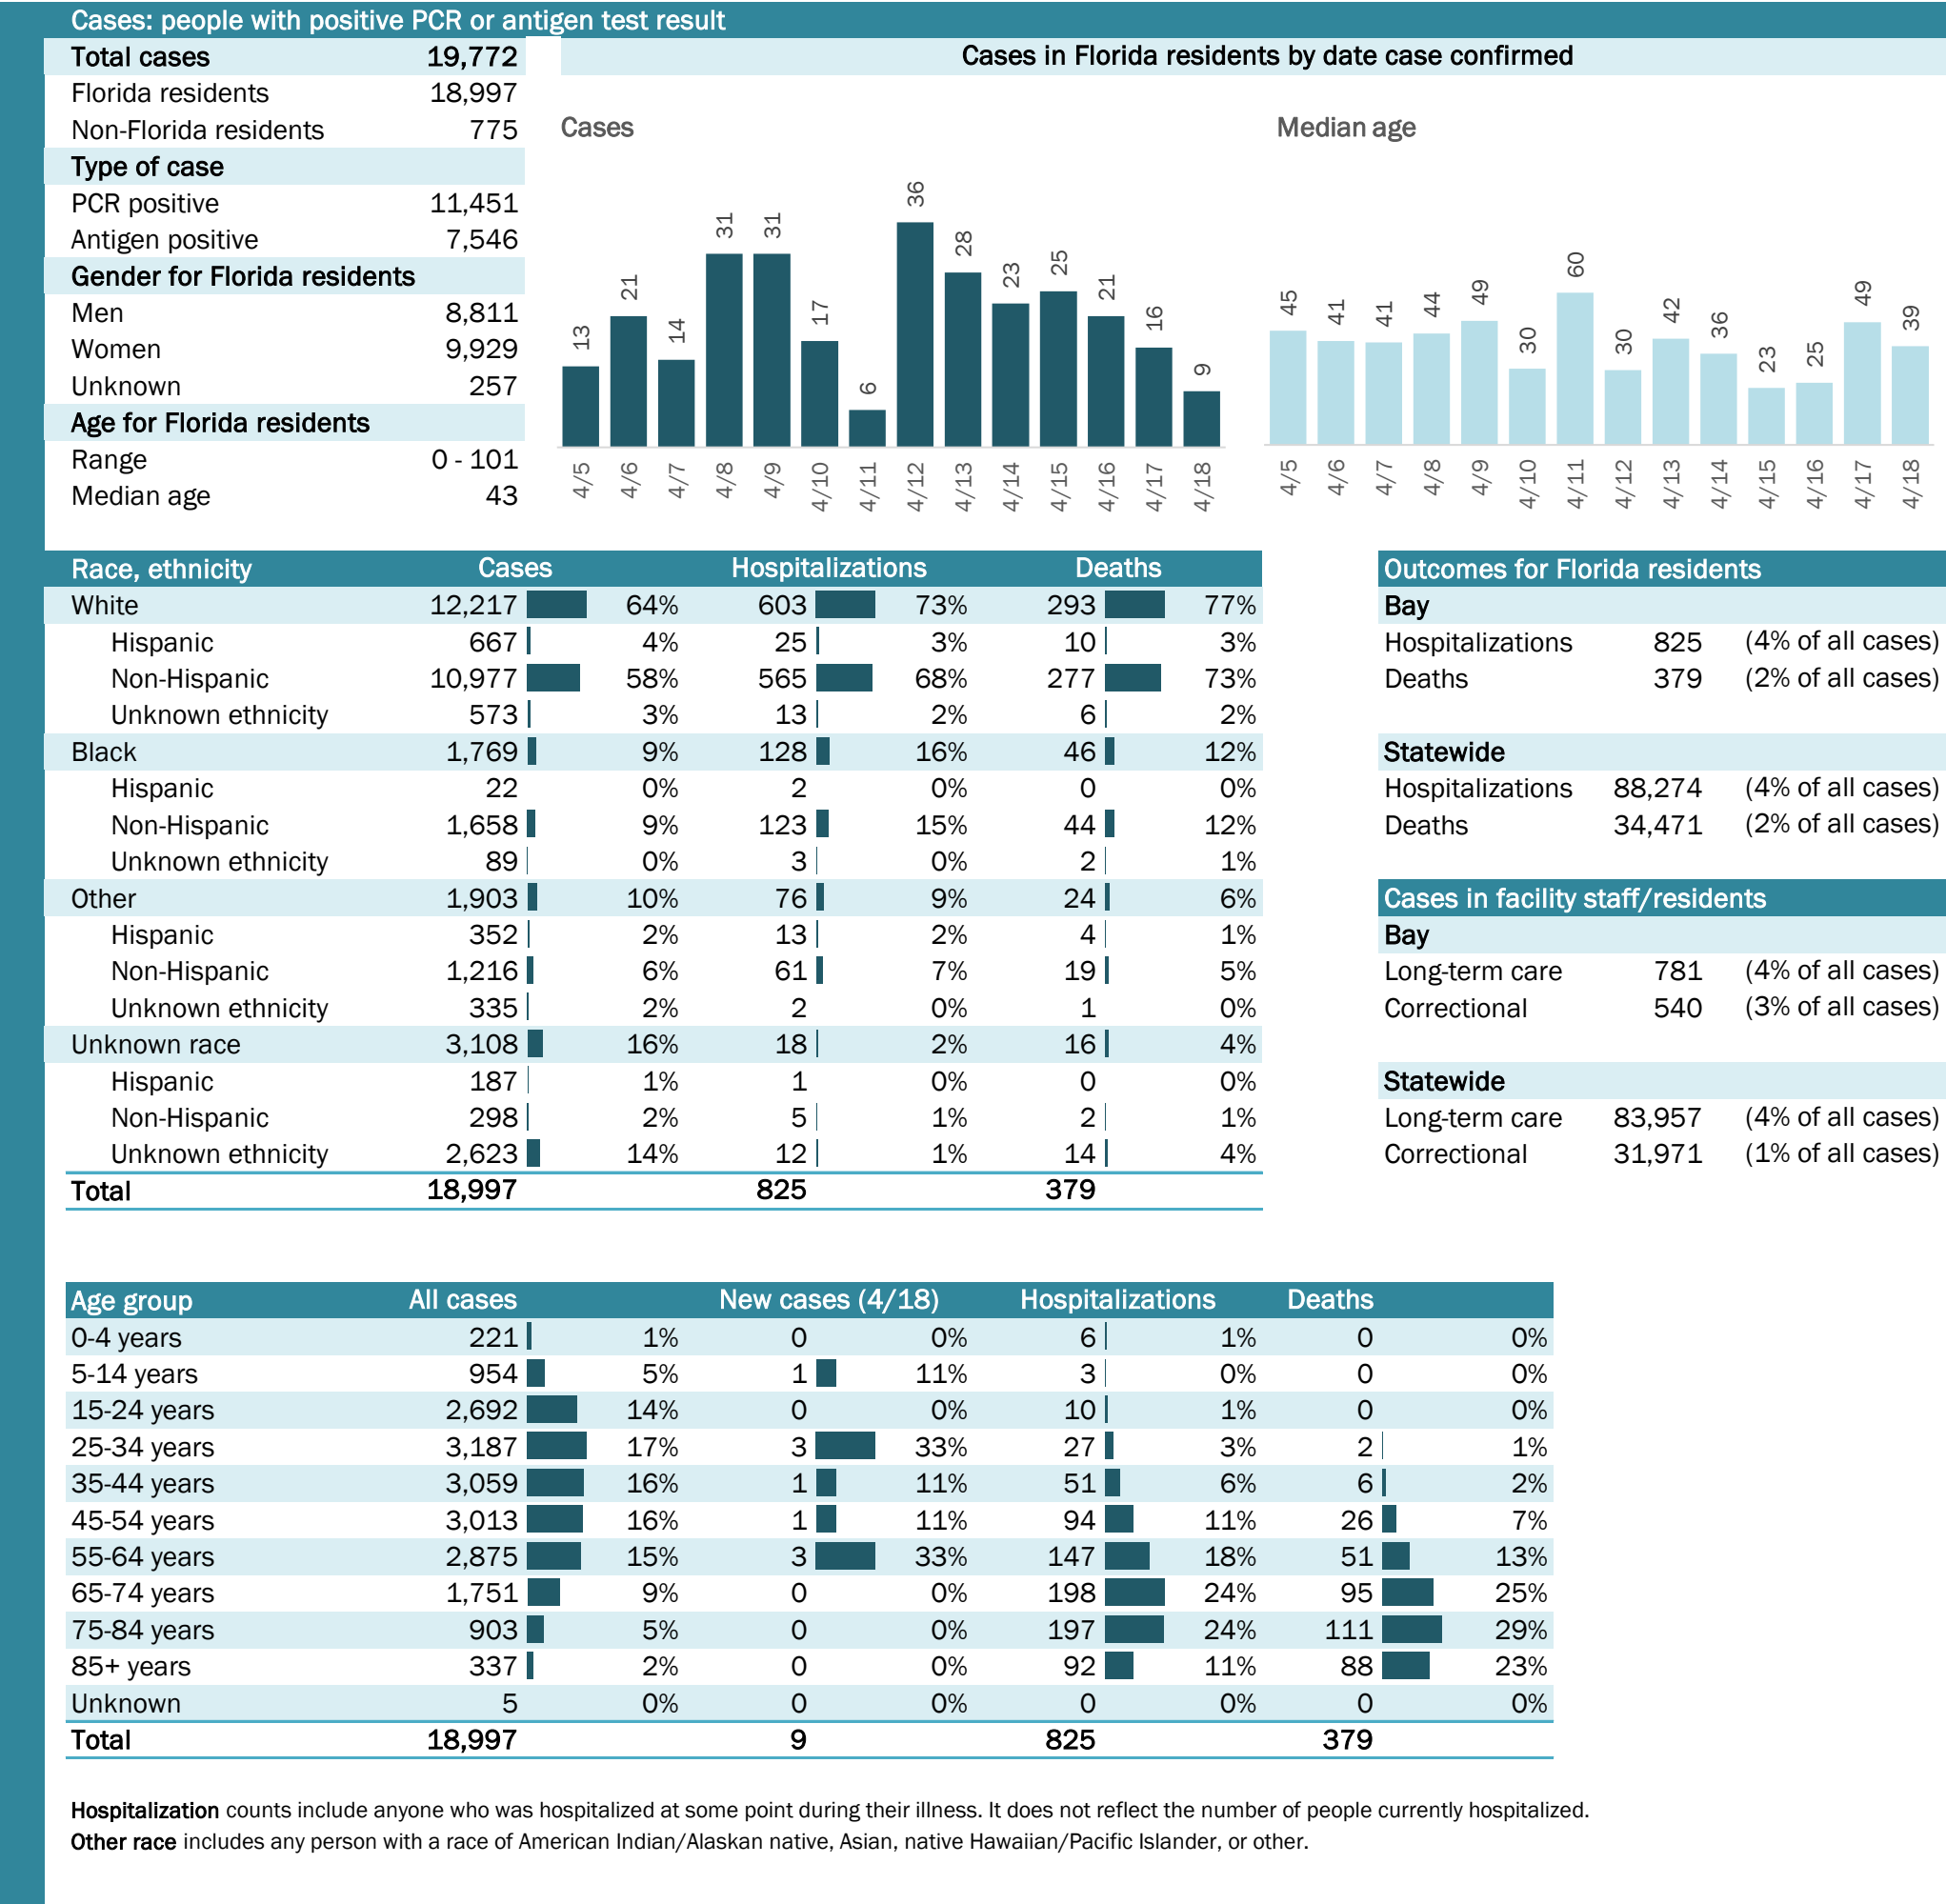 Cases: people with positive PCR or antigen test result
Total cases 19,772
Florida residents 18,997
Non-Florida residents 775
Type of case
PCR positive 11,451
Antigen positive 7,546
Gender for Florida residents
Men 8,811
Women 9,929
Unknown 257
Age for Florida residents
Range 0 - 101
Median age 43
Cases in Florida residents by date case confirmed
Cases
13 21 14 31 31 17 6 36 28 23 25 21 16 9
4/5 4/6 4/7 4/8 4/9 4/10 4/11 4/12 4/13 4/14 4/15 4/16 4/17 4/18
Median age
45 41 41 44 49 30 60 30 42 36 23 25 49 39
4/5 4/6 4/7 4/8 4/9 4/10 4/11 4/12 4/13 4/14 4/15 4/16 4/17 4/18
Race, ethnicity Cases Hospitalizations Deaths
White 12,217 64% 603 73% 293 77%
Hispanic 667 4% 25 3% 10 3%
Non-Hispanic 10,977 58% 565 68% 277 73%
Unknown ethnicity 573 3% 13 2% 6 2%
Black 1,769 9% 128 16% 46 12%
Hispanic 22 0% 2 0% 0 0%
Non-Hispanic 1,658 9% 123 15% 44 12%
Unknown ethnicity 89 0% 3 0% 2 1%
Other 1,903 10% 76 9% 24 6%
Hispanic 352 2% 13 2% 4 1%
Non-Hispanic 1,216 6% 61 7% 19 5%
Unknown ethnicity 335 2% 2 0% 1 0%
Unknown race 3,108 16% 18 2% 16 4%
Hispanic 187 1% 1 0% 0 0%
Non-Hispanic 298 2% 5 1% 2 1%
Unknown ethnicity 2,623 14% 12 1% 14 4%
Total 18,997 825 379
Outcomes for Florida residents
Bay
Hospitalizations 825 (4% of all cases)
Deaths 379 (2% of all cases)
Statewide
Hospitalizations 88,274 (4% of all cases)
Deaths 34,471 (2% of all cases)
Cases in facility staff/residents
Bay
Long-term care 781 (4% of all cases)
Correctional 540 (3% of all cases)
Statewide
Long-term care 83,957 (4% of all cases)
Correctional 31,971 (1% of all cases)
Age group All cases New cases (4/18) Hospitalizations Deaths
0-4 years 221 1% 0 0% 6 1% 0 0%
5-14 years 954 5% 1 11% 3 0% 0 0%
15-24 years 2,692 14% 0 0% 10 1% 0 0%
25-34 years 3,187 17% 3 33% 27 3% 2 1%
35-44 years 3,059 16% 1 11% 51 6% 6 2%
45-54 years 3,013 16% 1 11% 94 11% 26 7%
55-64 years 2,875 15% 3 33% 147 18% 51 13%
65-74 years 1,751 9% 0 0% 198 24% 95 25%
75-84 years 903 5% 0 0% 197 24% 111 29%
85+ years 337 2% 0 0% 92 11% 88 23%
Unknown 5 0% 0 0% 0 0% 0 0%
Total 18,997 9 825 379
Hospitalization counts include anyone who was hospitalized at some point during their illness. It does not reflect the number of people currently hospitalized.
Other race includes any person with a race of American Indian/Alaskan native, Asian, native Hawaiian/Pacific Islander, or other.